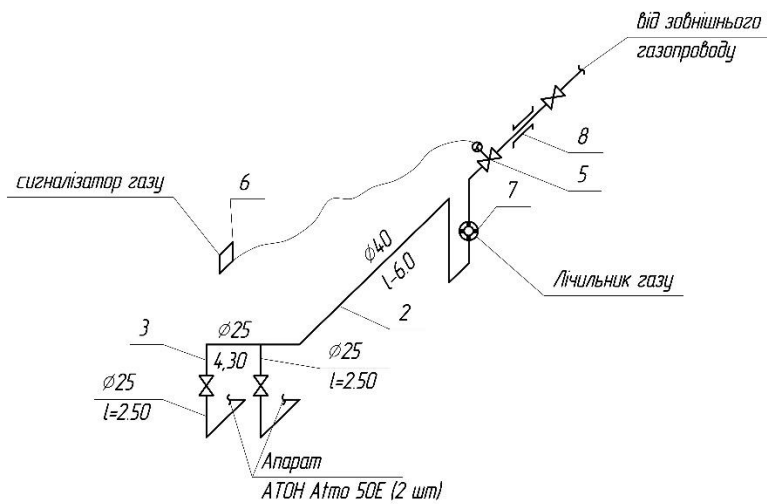 від зовнішнього
газопроводу
8
5
сигналізатор газу
6
7
Ø40
l-6.0
Лічильник газу
2
3
Ø25
4,30
Ø25
l=2.50
Ø25
l=2.50
Апарат
АТОН Atmo 50E (2 шт)